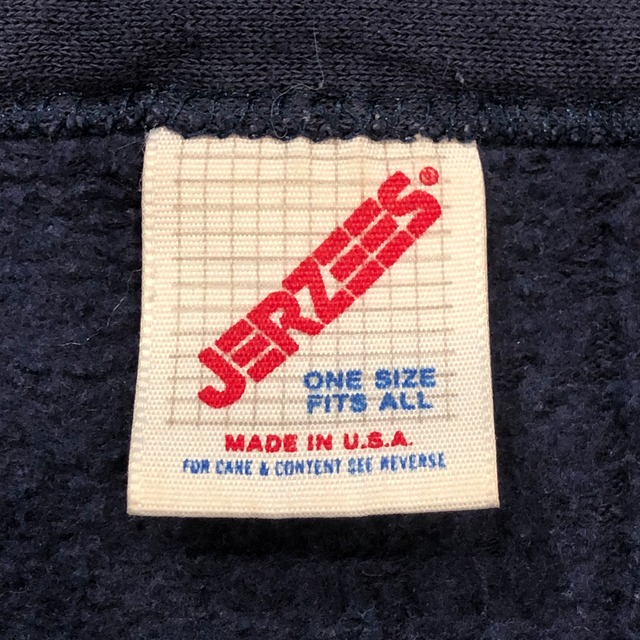 JERZEES®
ONE SIZE
FITS ALL
MADE IN U.S.A.
FOR CARE & CONTENT SEE REVERSE